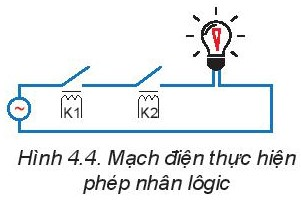 K1 K2
Hình 4.4. Mạch điện thực hiện
phép nhân lôgic